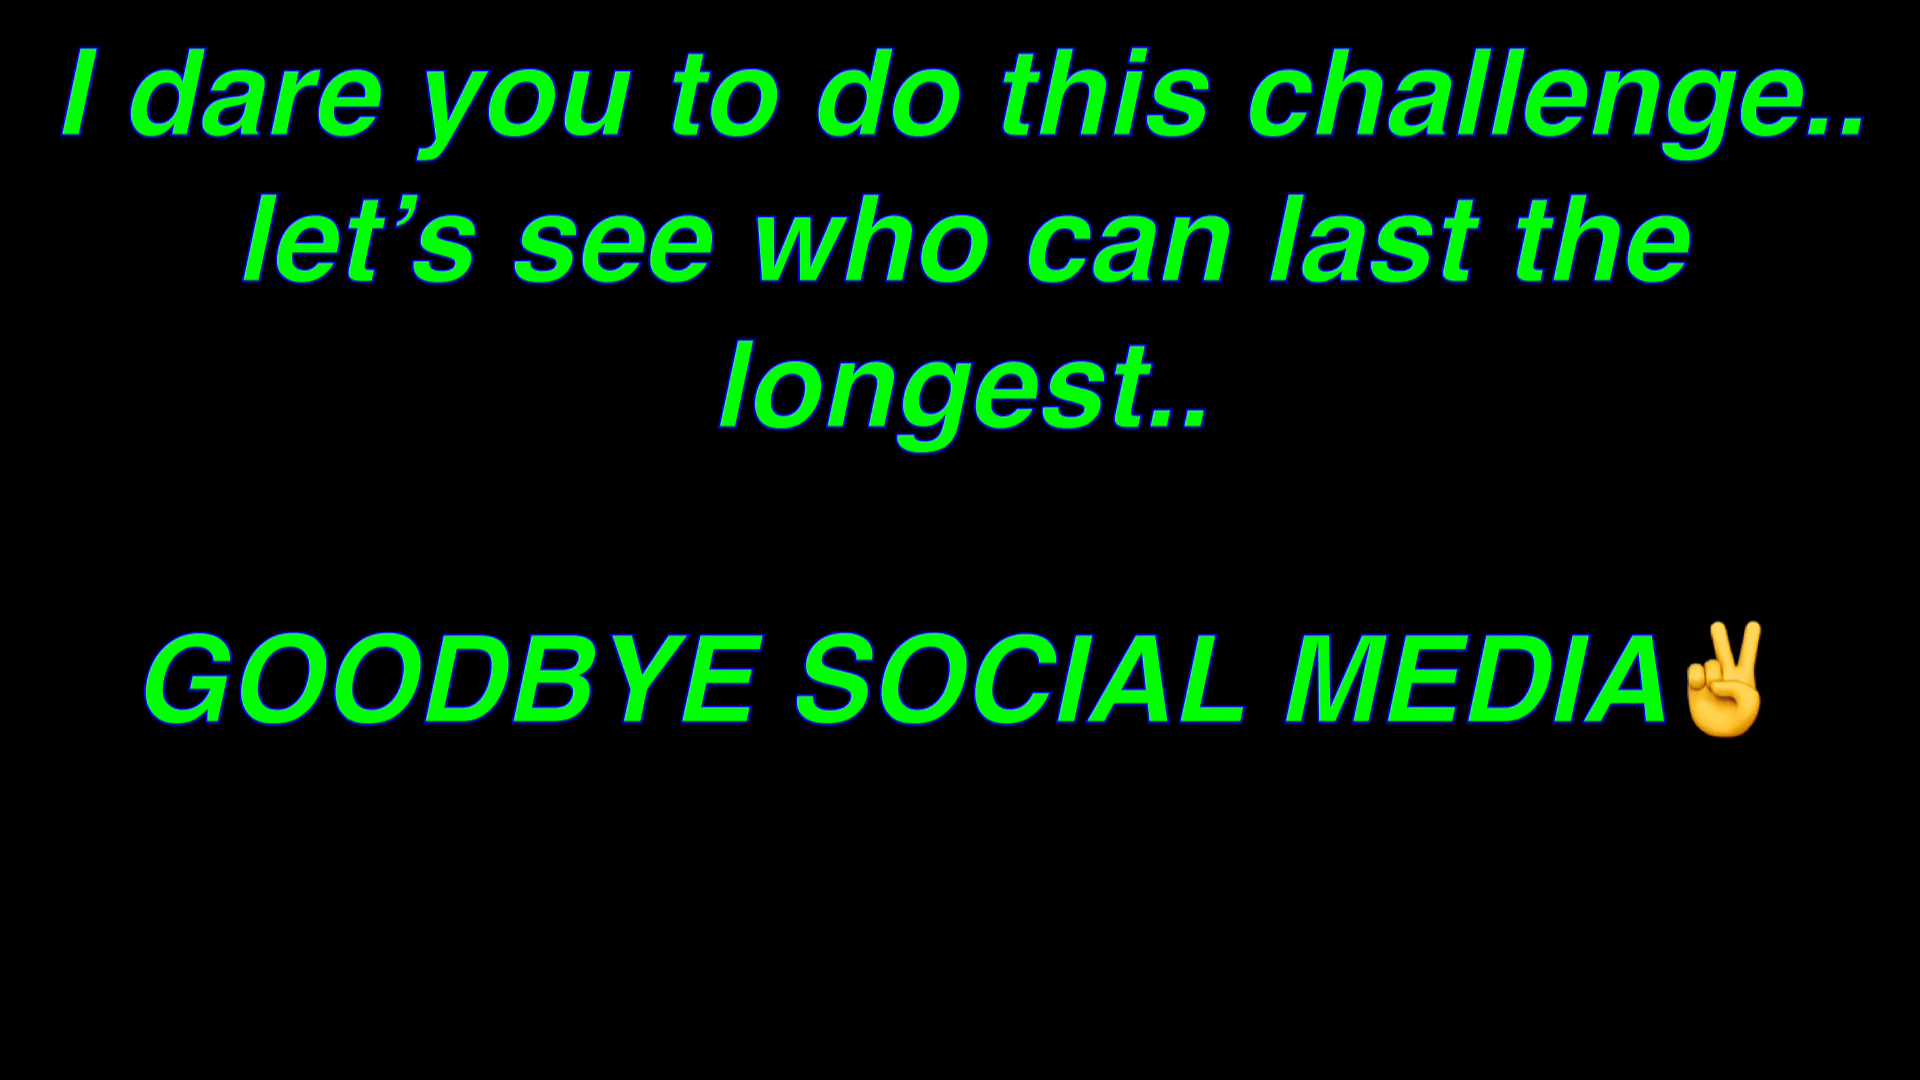 I dare you to do this challenge..
let’s see who can last the
longest..
GOODBYE SOCIAL MEDIA✌️